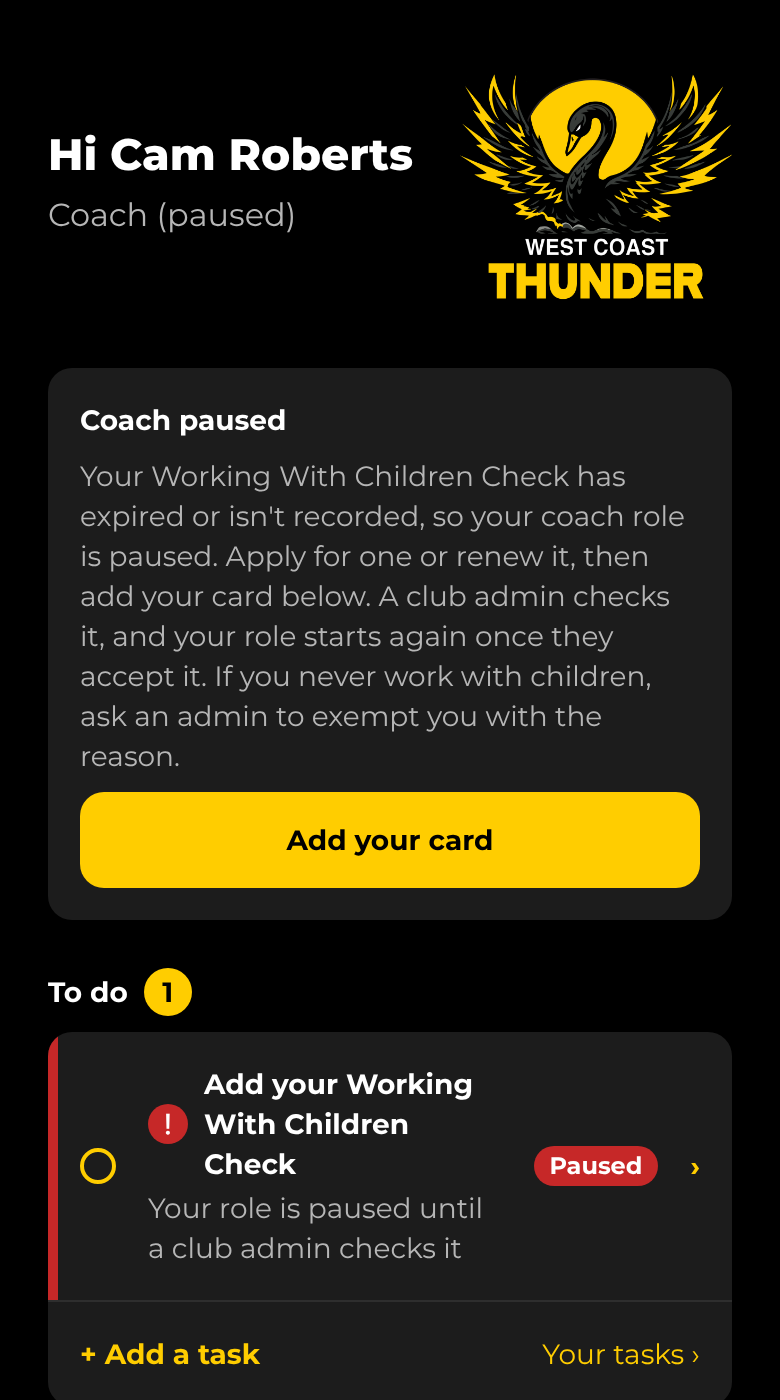 Hi Cam Roberts
Coach (paused)
WEST COAST
THUNDER
Coach paused
Your Working With Children Check has
expired or isn't recorded, so your coach role
is paused. Apply for one or renew it, then
add your card below. A club admin checks
it, and your role starts again once they
accept it. If you never work with children,
ask an admin to exempt you with the
reason.
Add your card
To do 1
! Add your Working
With Children
Check
Paused ›
Your role is paused until
a club admin checks it
+ Add a task
Your tasks ›